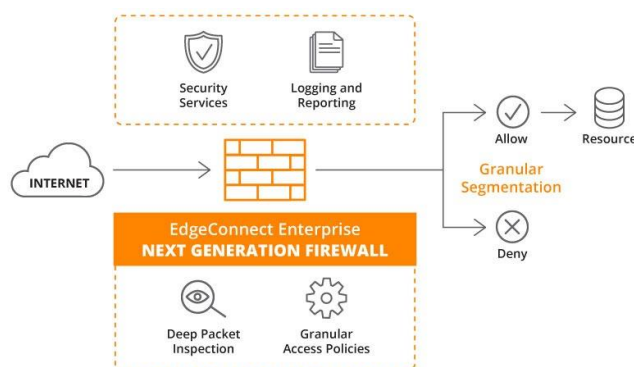 Security
Services
Logging and
Reporting
INTERNET
Allow
Resource
Granular
Segmentation
Deny
EdgeConnect Enterprise
NEXT GENERATION FIREWALL
Deep Packet
Inspection
Granular
Access Policies